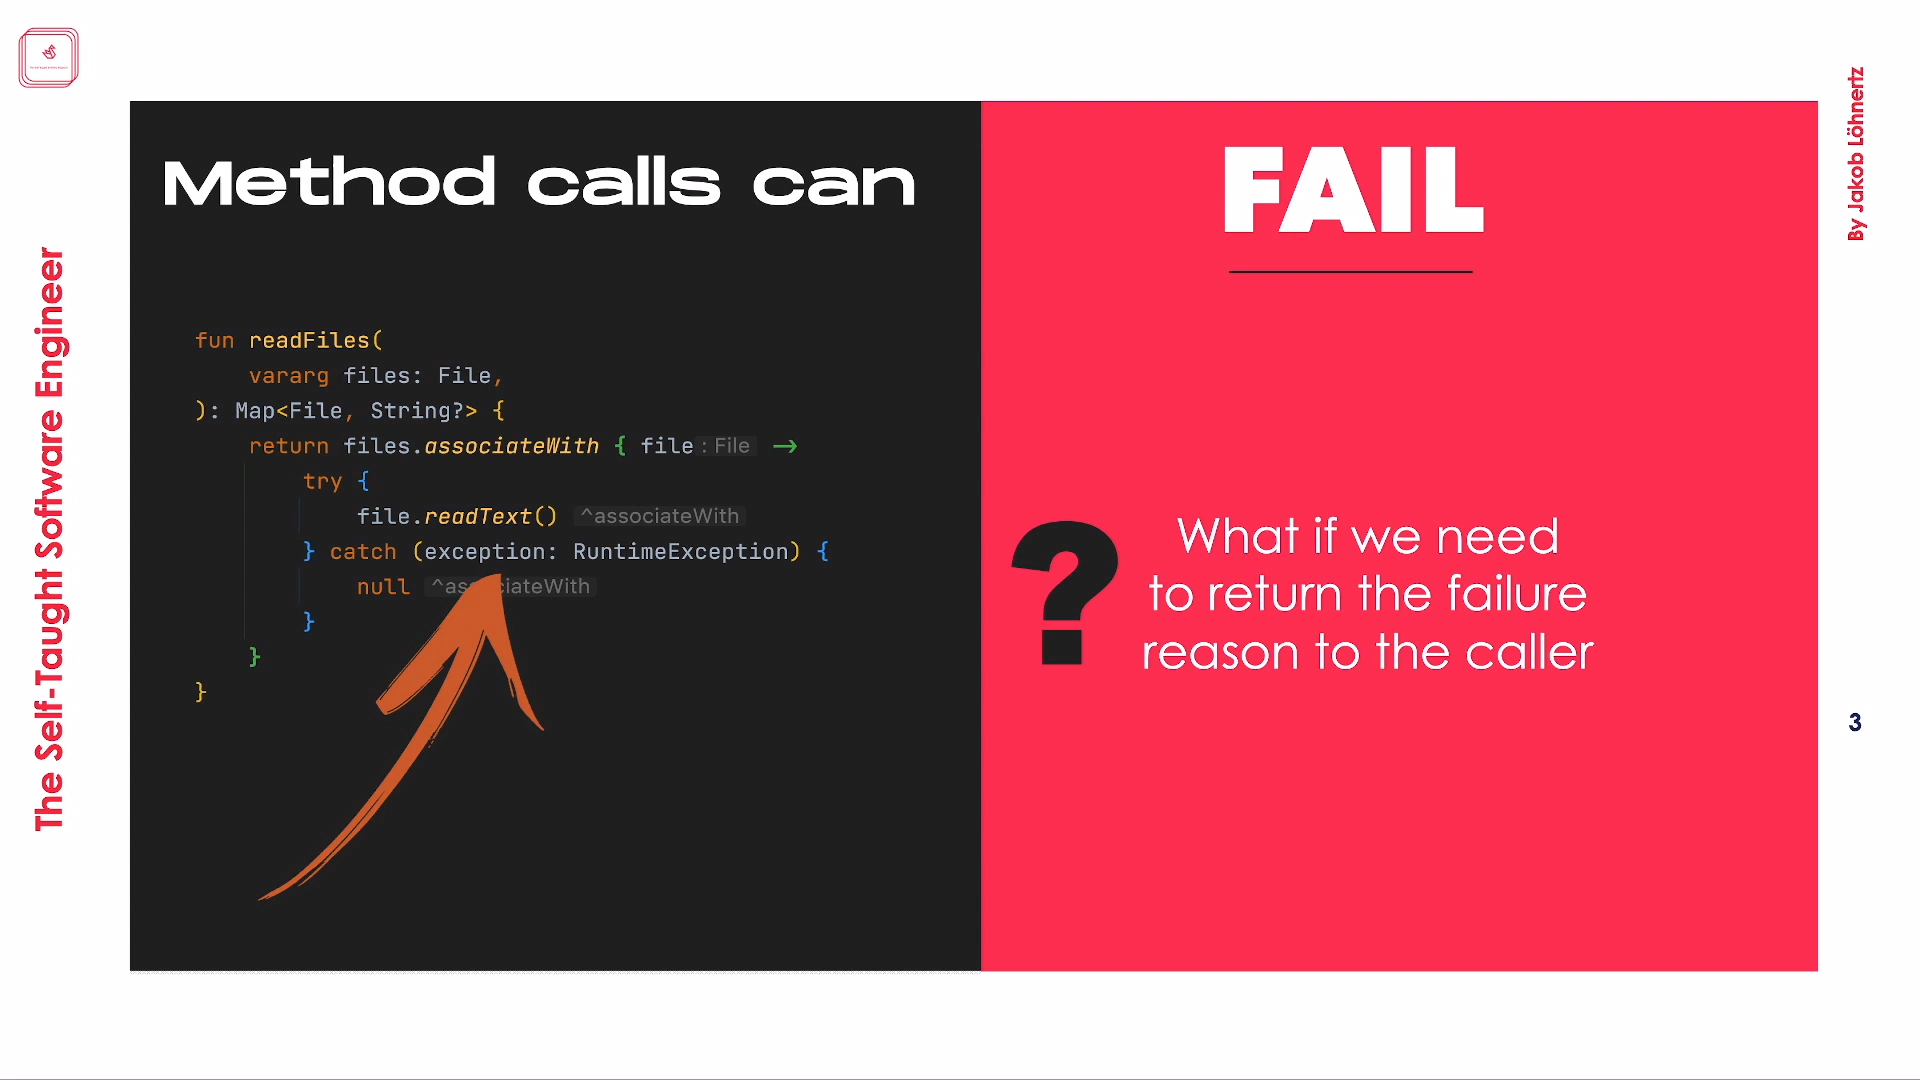 The Self-Taught Software Engineer
Method calls can
fun readFiles(
    vararg files: File,
): Map<File, String?> {
    return files.associateWith { file : File ->
        try {
            file.readText() ^associateWith
        } catch (exception: RuntimeException) {
            null ^associateWith
        }
    }
}
FAIL
?
What if we need
to return the failure
reason to the caller
By Jakob Löhnertz
3